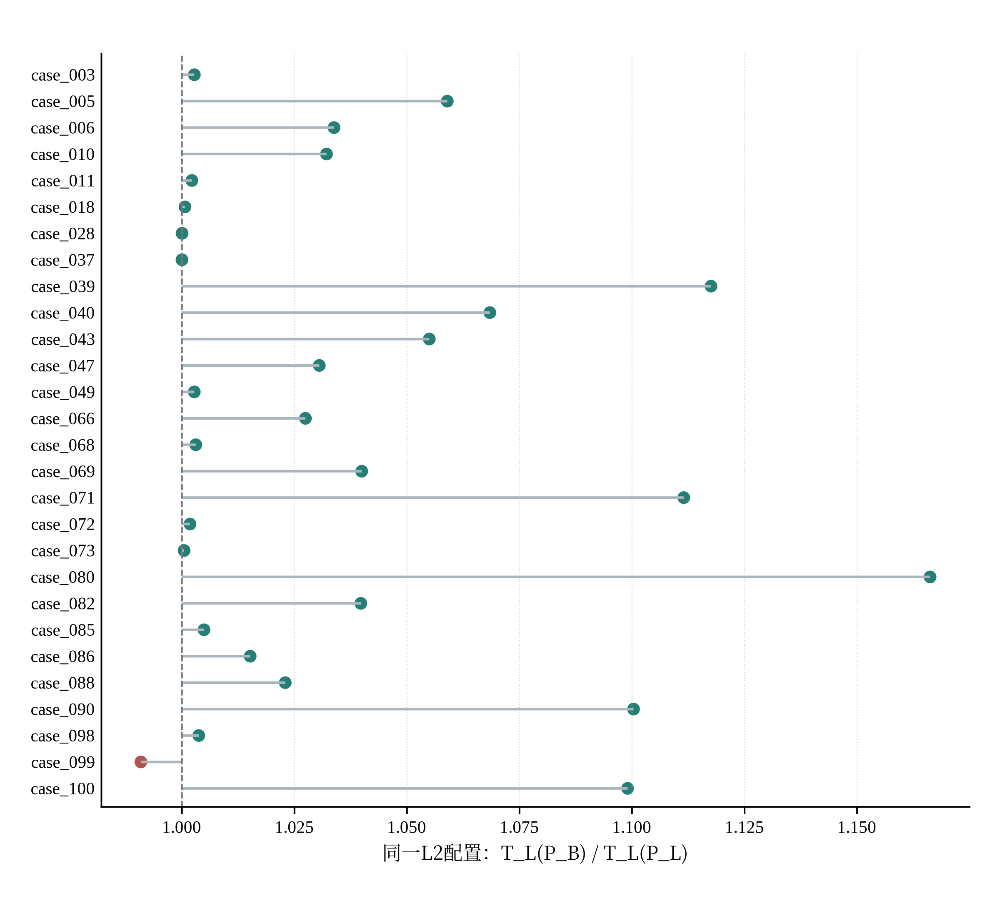 case_003
case_005
case_006
case_010
case_011
case_018
case_028
case_037
case_039
case_040
case_043
case_047
case_049
case_066
case_068
case_069
case_071
case_072
case_073
case_080
case_082
case_085
case_086
case_088
case_090
case_098
case_099
case_100
1.000 1.025 1.050 1.075 1.100 1.125 1.150
同一L2配置：T_L(P_B) / T_L(P_L)